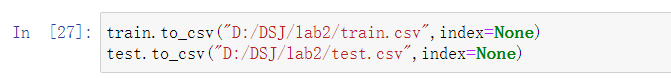 In [27]: train.to_csv("D:/DSJ/lab2/train.csv",index=None)
test.to_csv("D:/DSJ/lab2/test.csv",index=None)